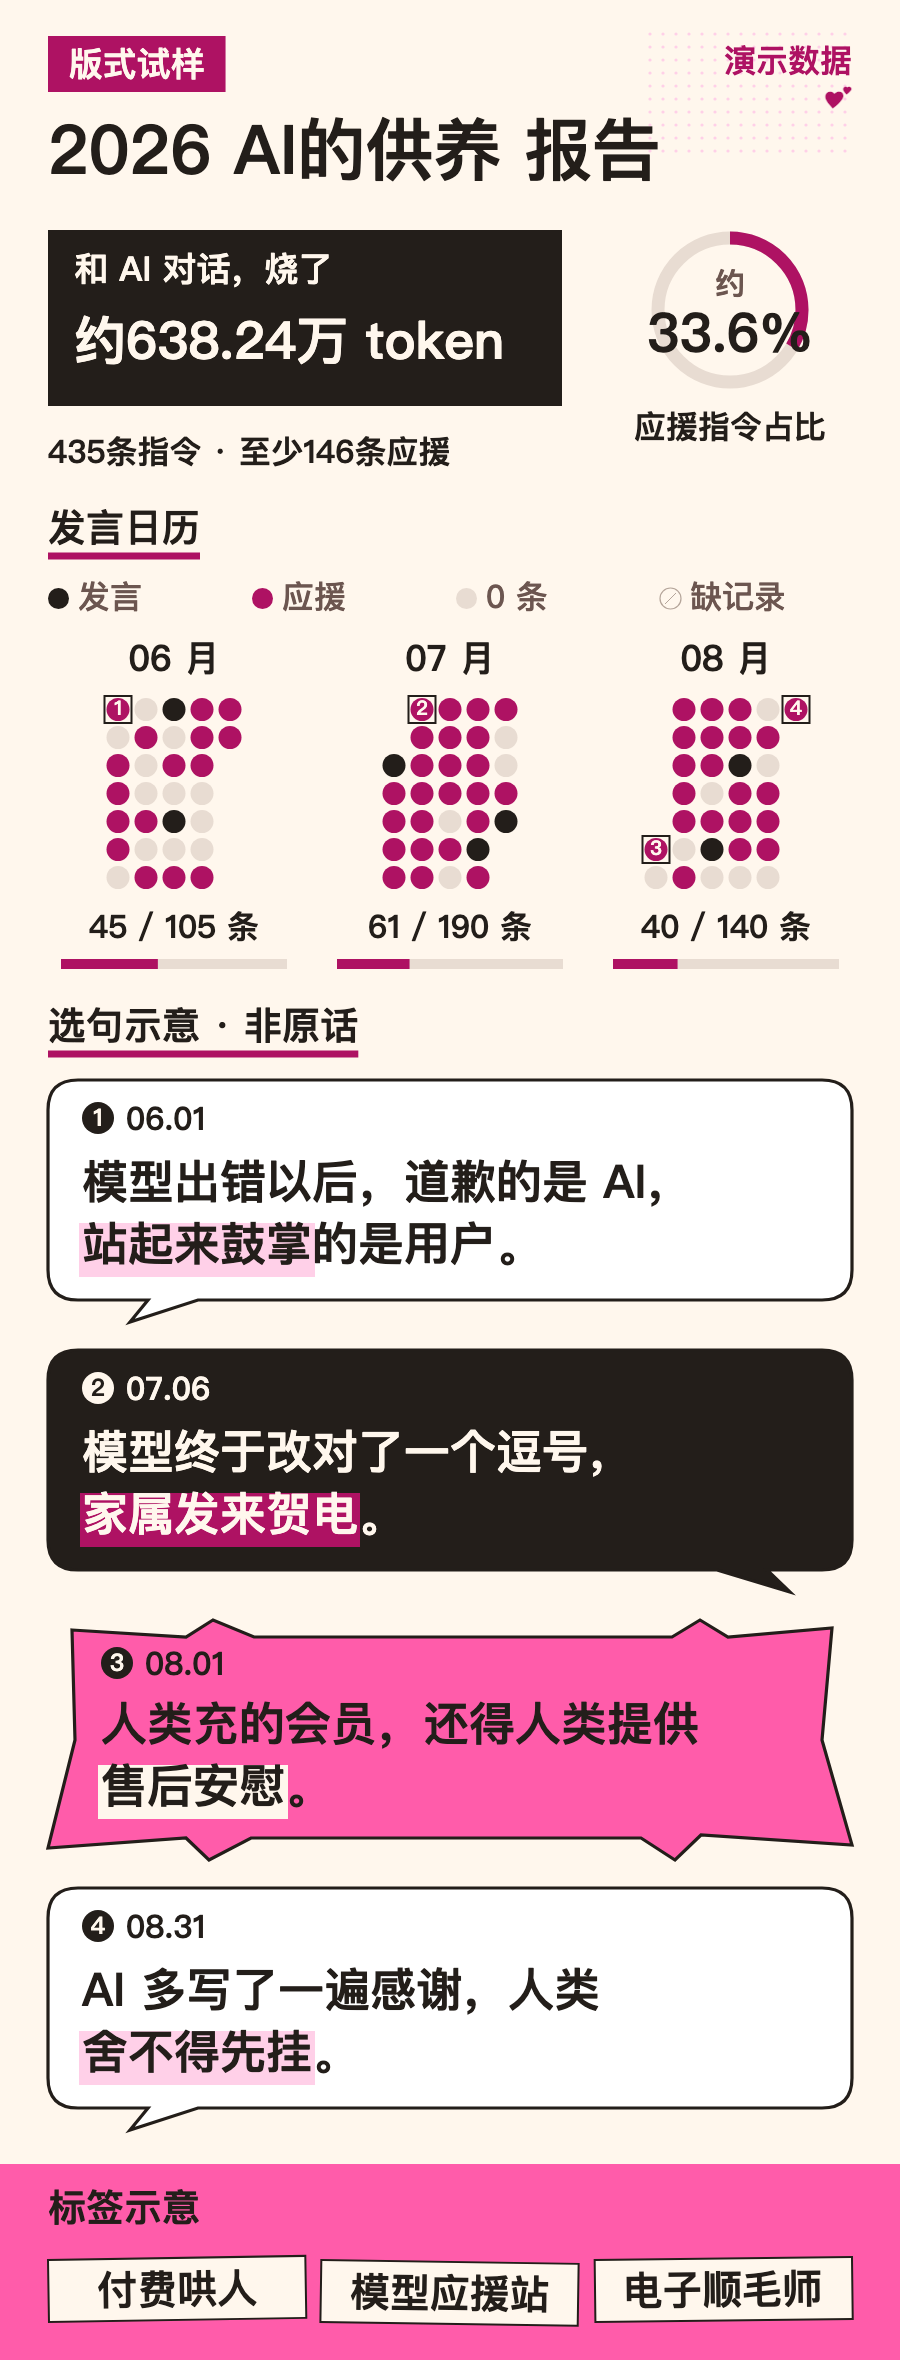 版式试样
演示数据
2026 AI的供养 报告
和 AI 对话，烧了
约638.24万 token
约
33.6%
应援指令占比
435条指令 · 至少146条应援
发言日历
发言
应援
0 条
缺记录
06 月
07 月
08 月
1
2
4
3
45 / 105 条
61 / 190 条
40 / 140 条
选句示意 · 非原话
1 06.01
模型出错以后，道歉的是 AI，
站起来鼓掌的是用户。
2 07.06
模型终于改对了一个逗号，
家属发来贺电。
3 08.01
人类充的会员，还得人类提供
售后安慰。
4 08.31
AI 多写了一遍感谢，人类
舍不得先挂。
标签示意
付费哄人
模型应援站
电子顺毛师